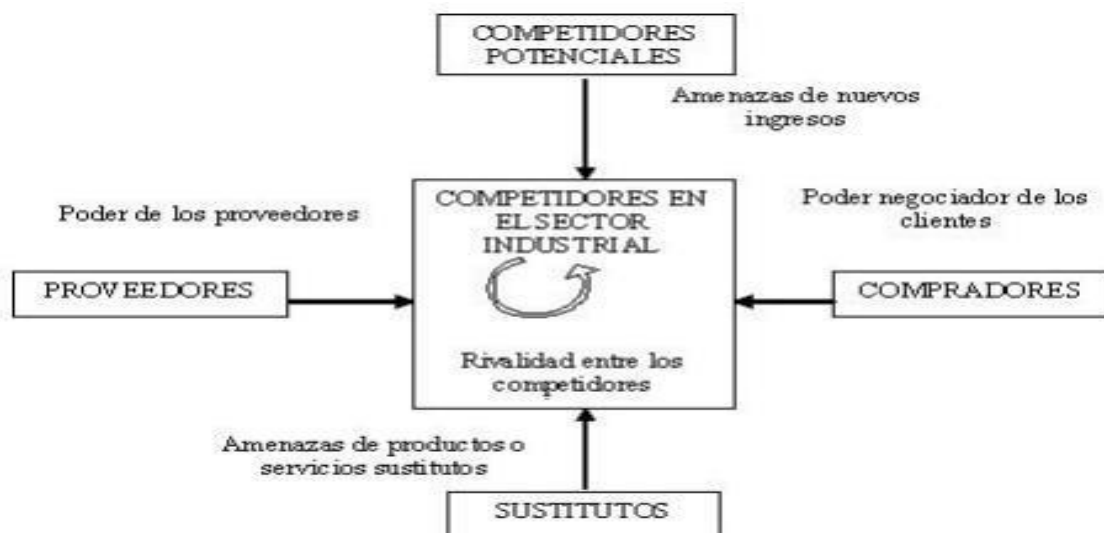 COMPETIDORES
POTENCIALES
Amenazas de nuevos
ingresos
COMPETIDORES EN
EL SECTOR
INDUSTRIAL
Poder de los proveedores
Poder negociador de los
clientes
PROVEEDORES
COMPRADORES
Rivalidad entre los
competidores
Amenazas de productos o
servicios sustitutos
SUSTITUTOS